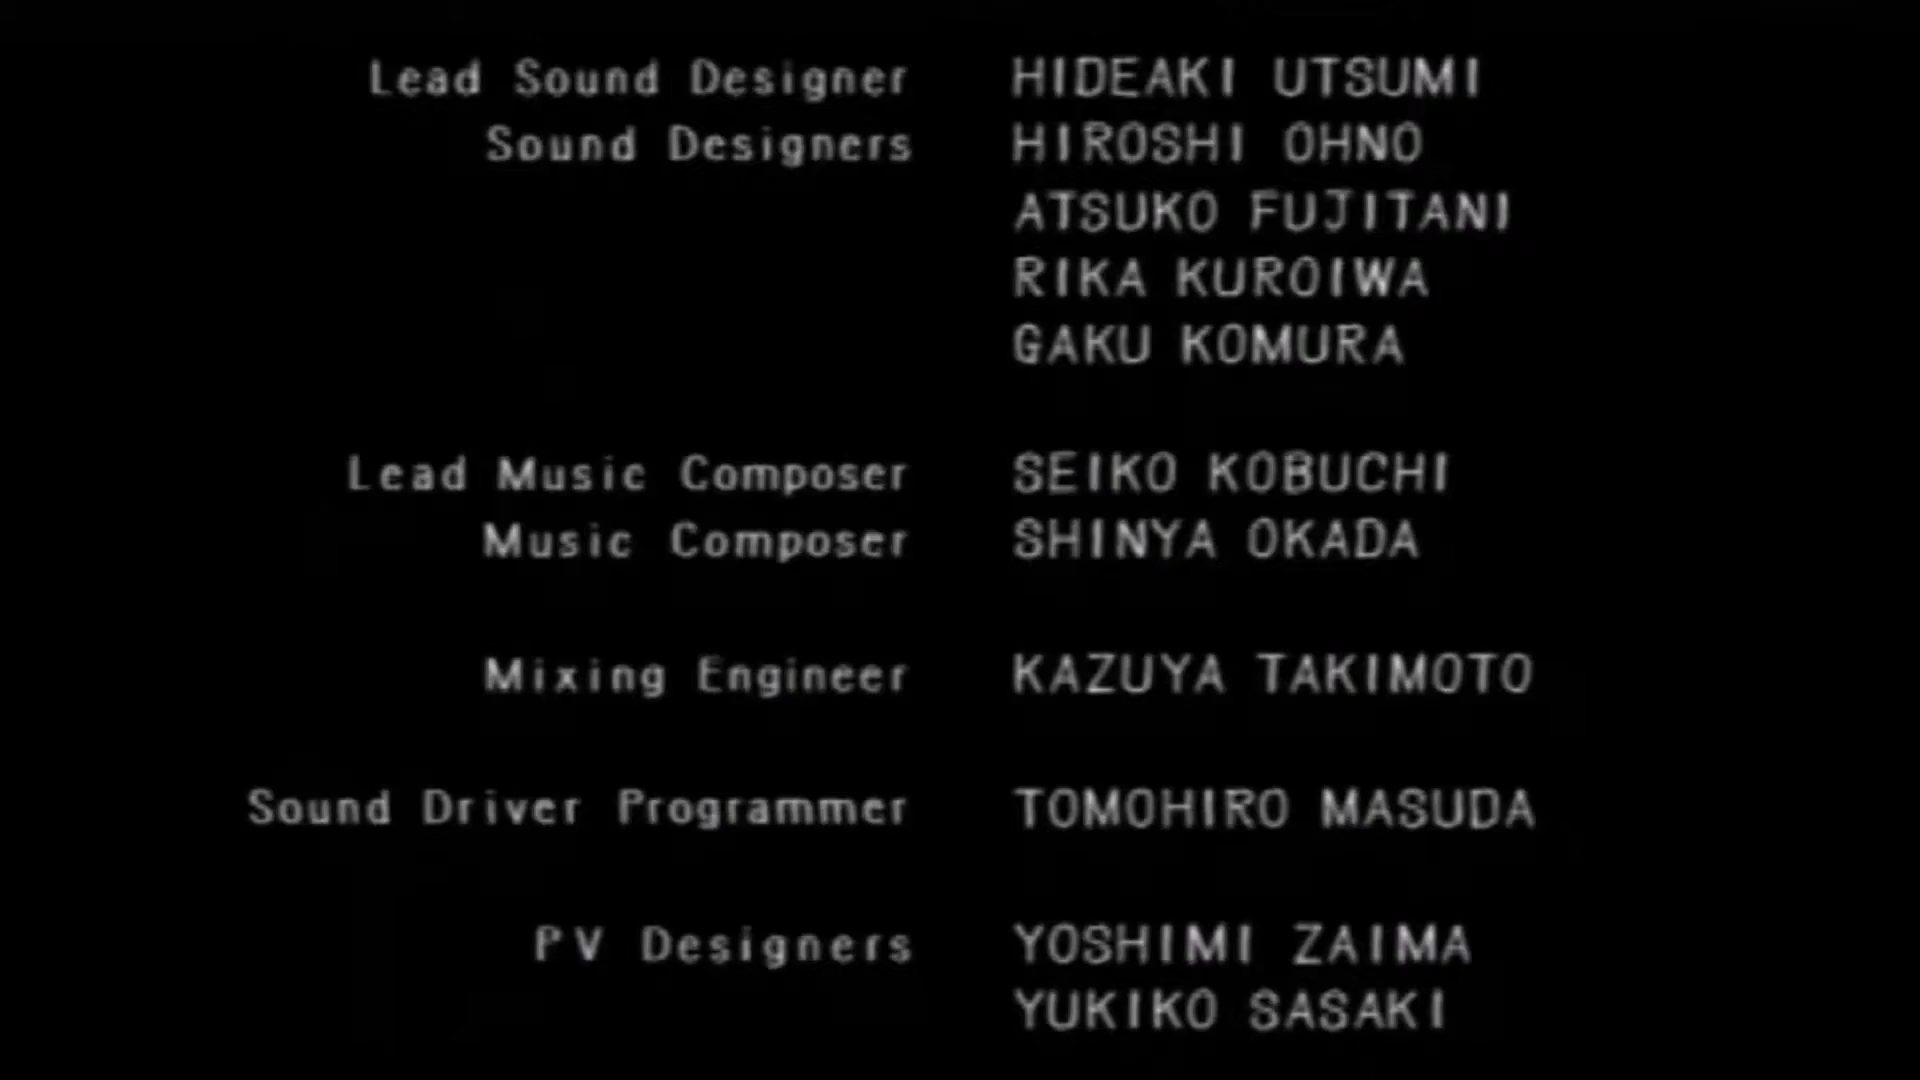 Lead Sound Designer HIDEAKI UTSUMI
Sound Designers HIROSHI OHNO
ATSUKO FUJITANI
RIKA KUROIWA
GAKU KOMURA
Lead Music Composer SEIKO KOBUCHI
Music Composer SHINYA OKADA
Mixing Engineer KAZUYA TAKIMOTO
Sound Driver Programmer TOMOHIRO MASUDA
PV Designers YOSHIMI ZAIMA
YUKIKO SASAKI